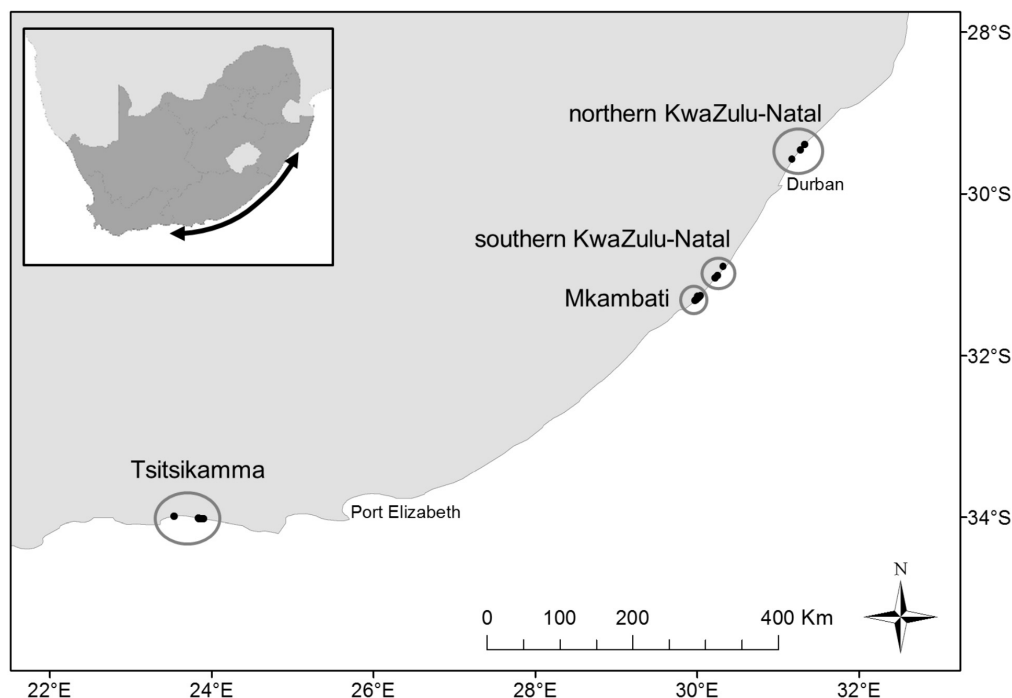 28°S
northern KwaZulu-Natal
Durban
30°S
southern KwaZulu-Natal
Mkambati
32°S
Tsitsikamma
Port Elizabeth
34°S
N
0 100 200 400 Km
22°E 24°E 26°E 28°E 30°E 32°E